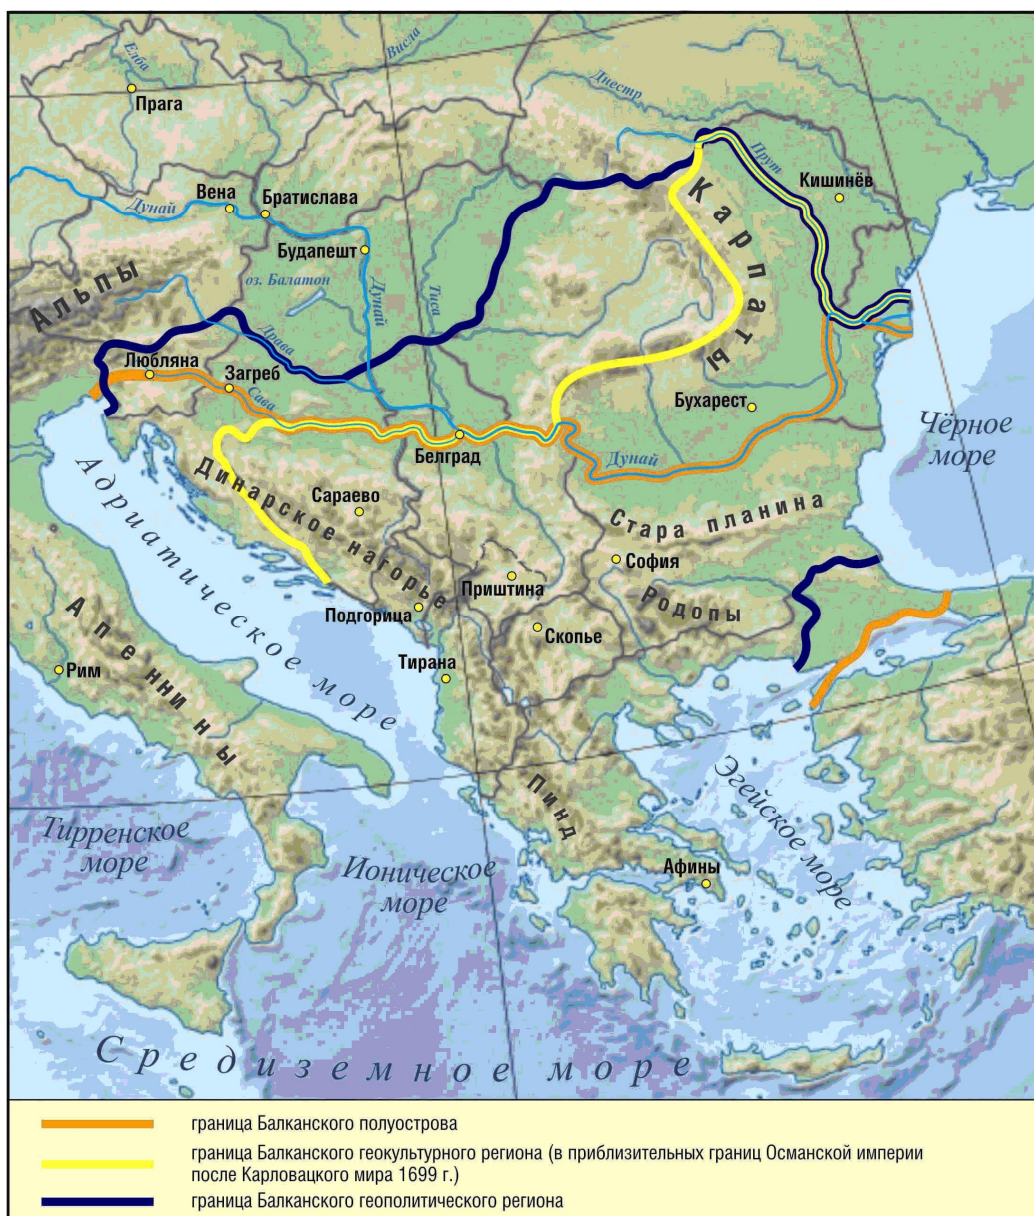 Елба
Висла
Прага
Днестр
Прут
Вена
Братислава
Кишинёв
Дунай
Карпаты
Будапешт
Альпы
оз. Балатон
Дунай
Тиса
Драва
Любляна
Загреб
Сава
Бухарест
Белград
Дунай
Чёрное
море
Адриатическое море
Динарское нагорье
Сараево
Стара планина
София
Приштина
Родопы
Подгорица
Скопье
Апеннины
Рим
Тирана
Пинд
Эгейское море
Тирренское
море
Ионическое
море
Афины
Средиземное море
граница Балканского полуострова
граница Балканского геокультурного региона (в приблизительных границ Османской империи
после Карловацкого мира 1699 г.)
граница Балканского геополитического региона